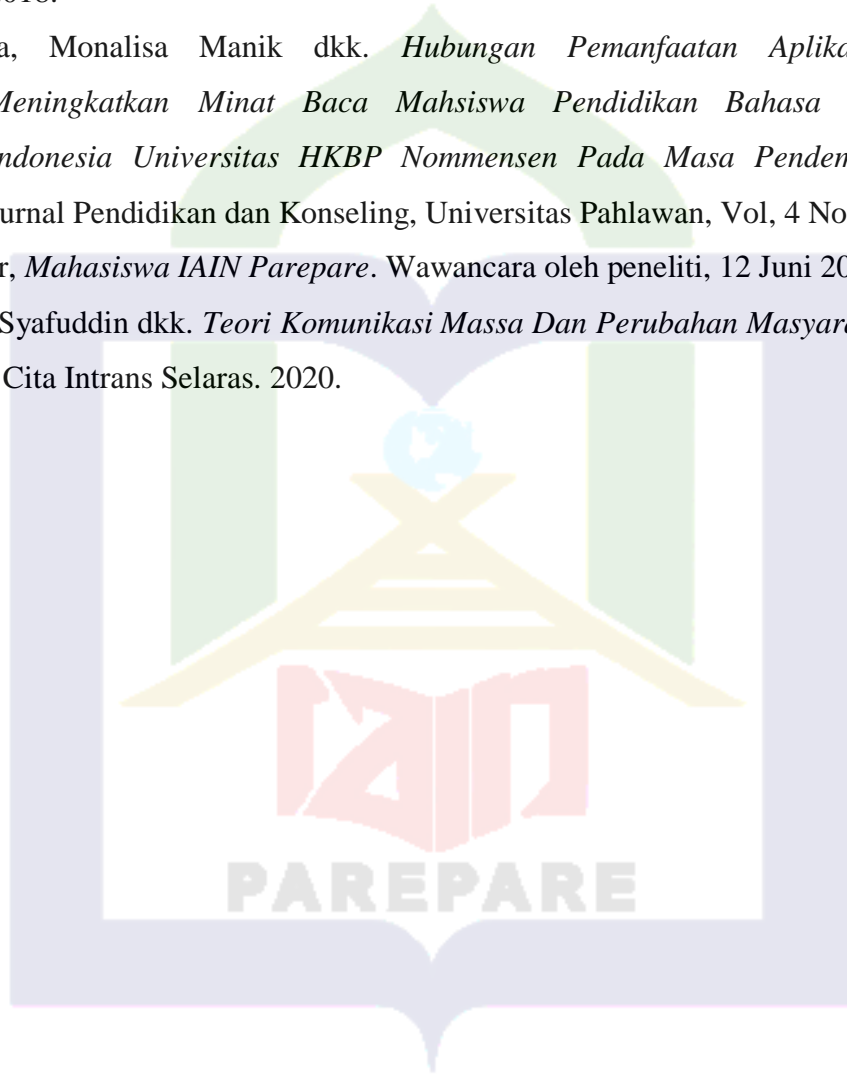 2018.
a, Monalisa Manik dkk. Hubungan Pemanfaatan Aplika
Meningkatkan Minat Baca Mahsiswa Pendidikan Bahasa
ndonesia Universitas HKBP Nommensen Pada Masa Pendem
urnal Pendidikan dan Konseling, Universitas Pahlawan, Vol, 4 No
r, Mahasiswa IAIN Parepare. Wawancara oleh peneliti, 12 Juni 20
Syafuddin dkk. Teori Komunikasi Massa Dan Perubahan Masyara
Cita Intrans Selaras. 2020.
iain
PAREPARE